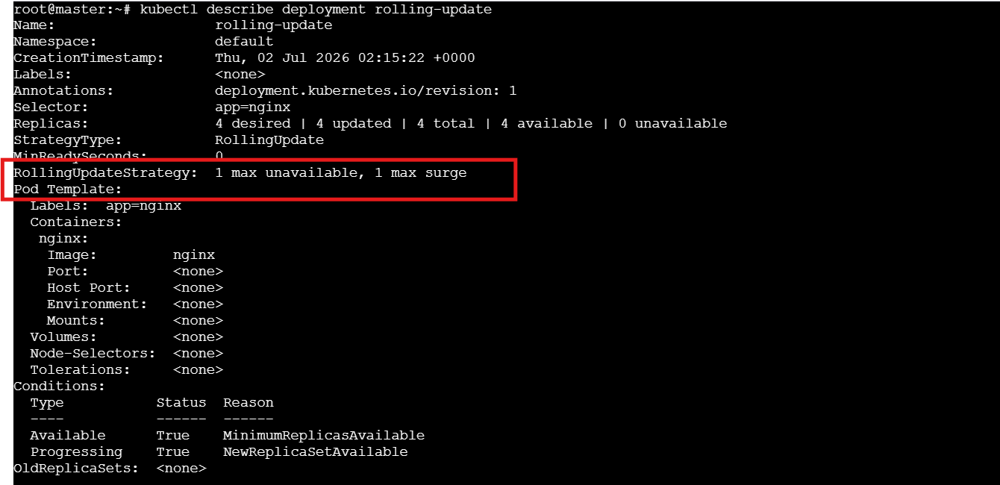 root@master:~# kubectl describe deployment rolling-update
Name:                   rolling-update
Namespace:              default
CreationTimestamp:      Thu, 02 Jul 2026 02:15:22 +0000
Labels:                 <none>
Annotations:            deployment.kubernetes.io/revision: 1
Selector:               app=nginx
Replicas:               4 desired | 4 updated | 4 total | 4 available | 0 unavailable
StrategyType:           RollingUpdate
MinReadySeconds:        0
RollingUpdateStrategy:  1 max unavailable, 1 max surge
Pod Template:
  Labels:  app=nginx
  Containers:
   nginx:
    Image:         nginx
    Port:          <none>
    Host Port:     <none>
    Environment:   <none>
    Mounts:        <none>
  Volumes:         <none>
  Node-Selectors:  <none>
  Tolerations:     <none>
Conditions:
  Type           Status  Reason
  ----           ------  ------
  Available      True    MinimumReplicasAvailable
  Progressing    True    NewReplicaSetAvailable
OldReplicaSets:  <none>